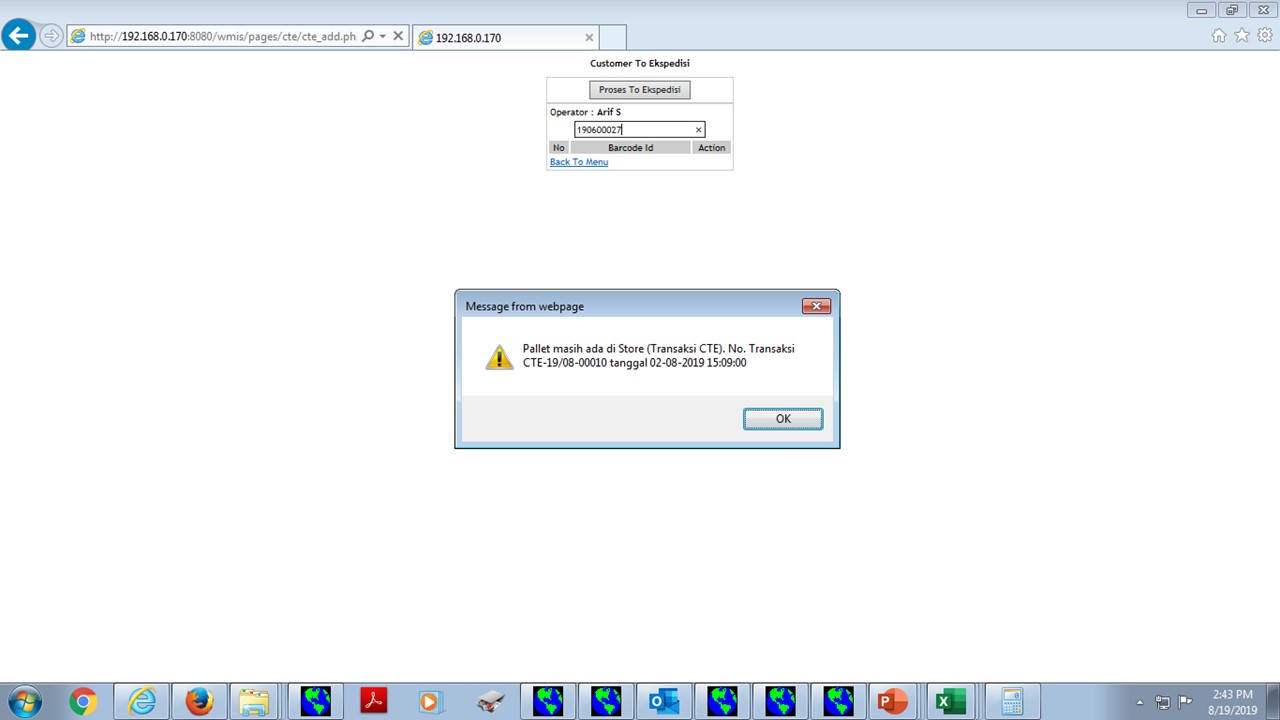 http://192.168.0.170:8080/wmis/pages/cte/cte_add.ph
192.168.0.170
Customer To Ekspedisi
Proses To Ekspedisi
Operator : Arif S
190600027
No Barcode Id Action
Back To Menu
Message from webpage
Pallet masih ada di Store (Transaksi CTE). No. Transaksi
CTE-19/08-00010 tanggal 02-08-2019 15:09:00
OK
2:43 PM
8/19/2019